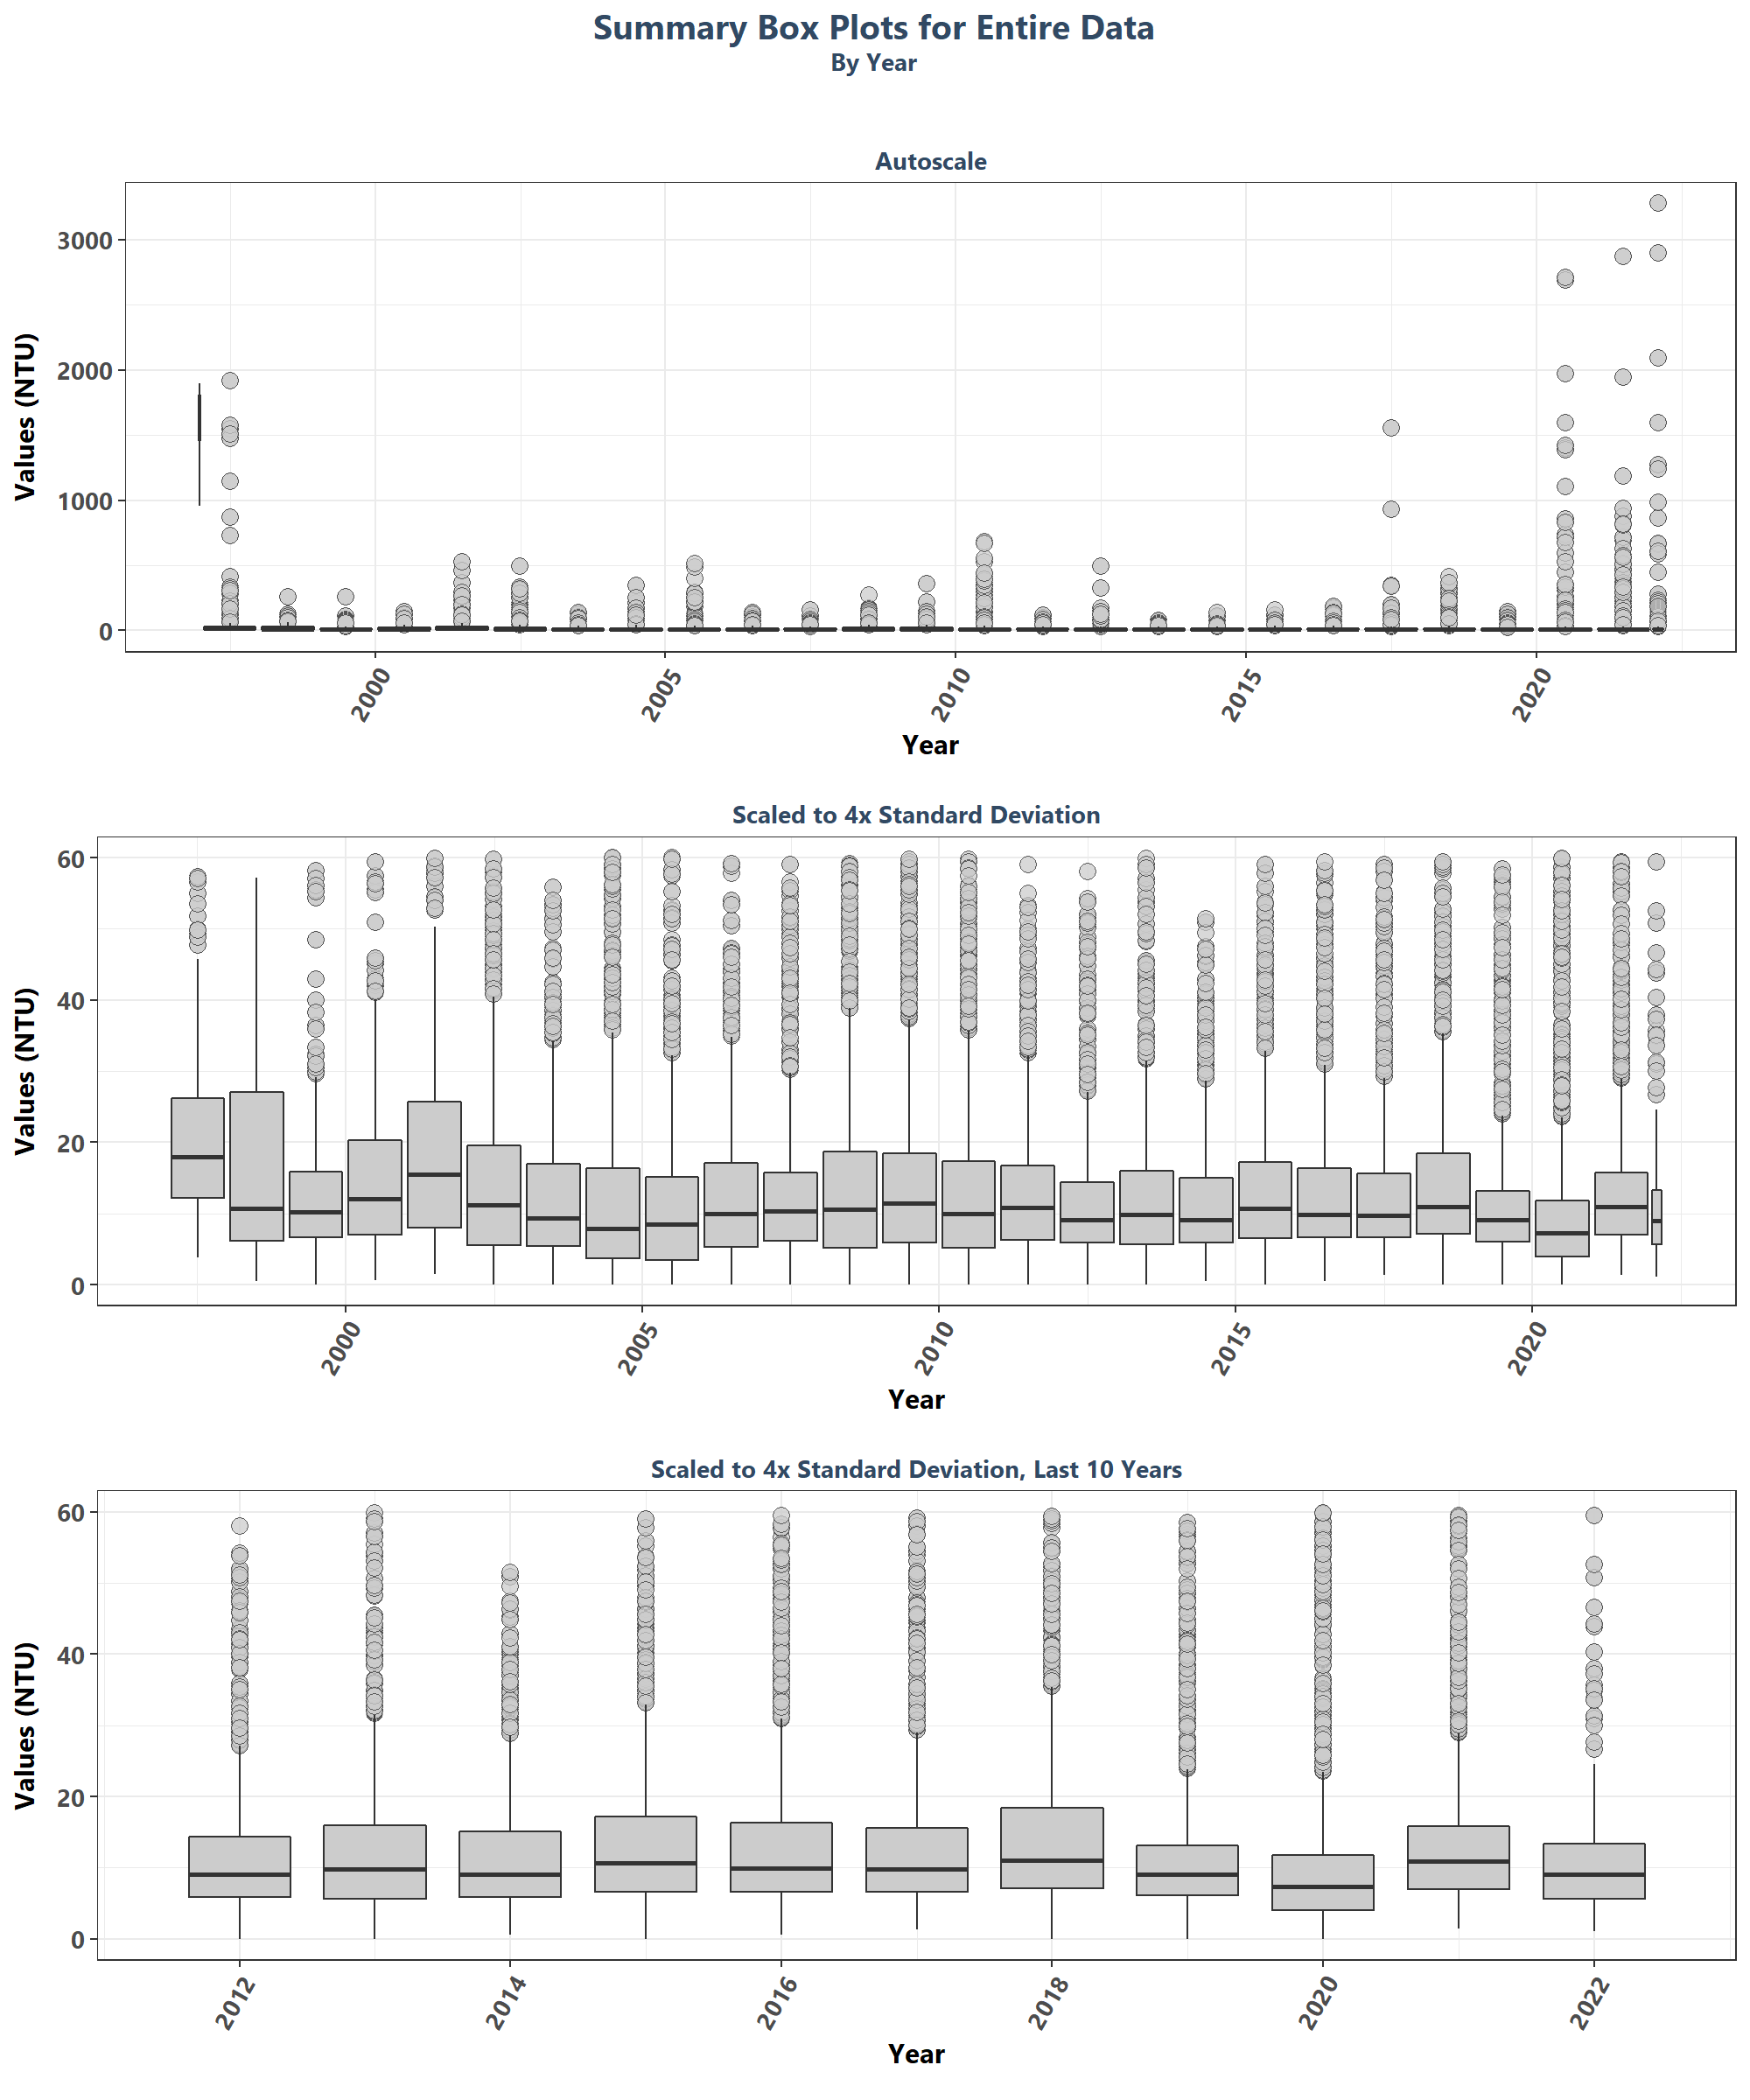 Summary Box Plots for Entire Data
By Year
Autoscale
Values (NTU)
3000
2000
1000
0
2000 2005 2010 2015 2020
Year
Scaled to 4x Standard Deviation
Values (NTU)
60
40
20
0
2000 2005 2010 2015 2020
Year
Scaled to 4x Standard Deviation, Last 10 Years
Values (NTU)
60
40
20
0
2012 2014 2016 2018 2020 2022
Year